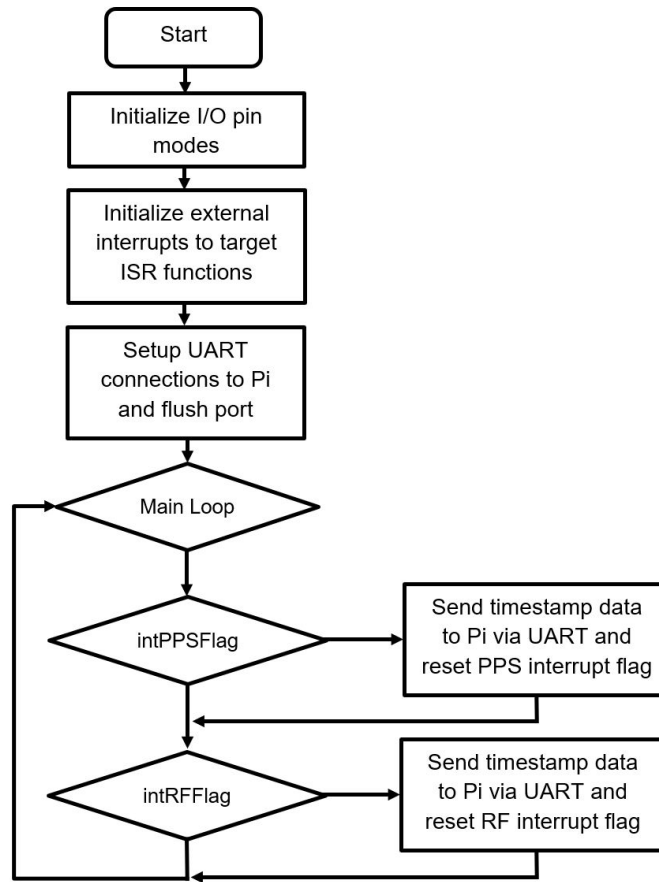 Start
Initialize I/O pin
modes
Initialize external
interrupts to target
ISR functions
Setup UART
connections to Pi
and flush port
Main Loop
intPPSFlag
Send timestamp data
to Pi via UART and
reset PPS interrupt flag
intRFFlag
Send timestamp data
to Pi via UART and
reset RF interrupt flag